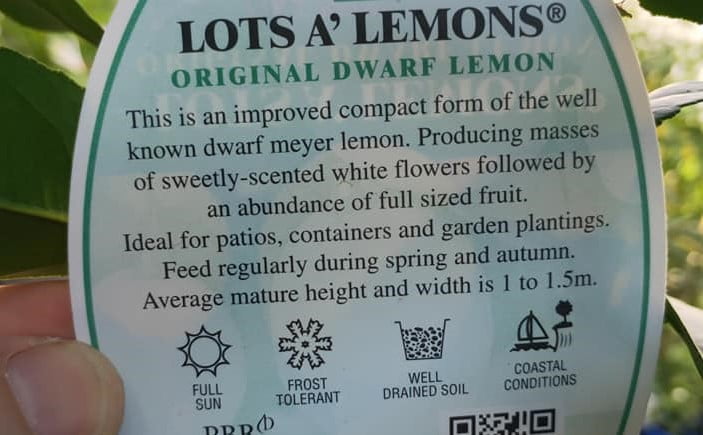 LOTS A' LEMONS®
ORIGINAL DWARF LEMON
This is an improved compact form of the well
known dwarf meyer lemon. Producing masses
of sweetly-scented white flowers followed by
an abundance of full sized fruit.
Ideal for patios, containers and garden plantings.
Feed regularly during spring and autumn.
Average mature height and width is 1 to 1.5m.
FULL
SUN
FROST
TOLERANT
WELL
DRAINED SOIL
COASTAL
CONDITIONS